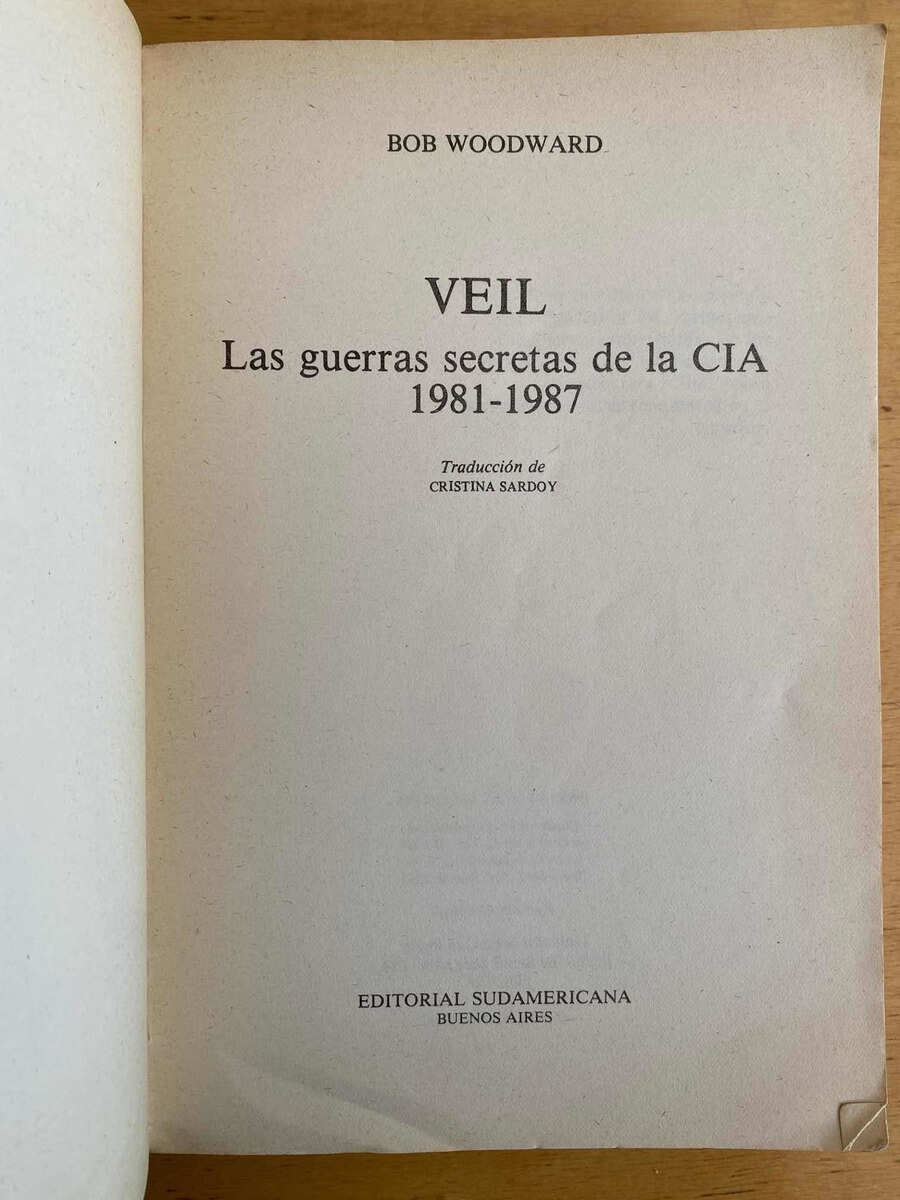 BOB WOODWARD
VEIL
Las guerras secretas de la CIA
1981-1987
Traducción de
CRISTINA SARDOY
EDITORIAL SUDAMERICANA
BUENOS AIRES